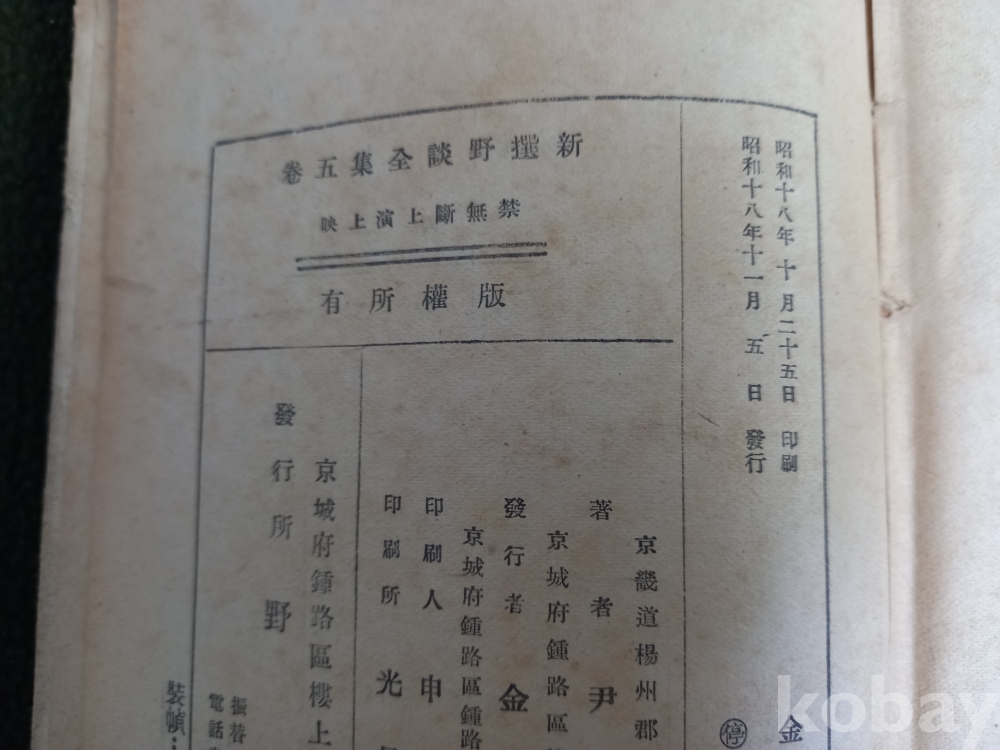 昭和十八年十月二十五日 印刷
昭和十八年十一月五日 發行
金
停
新撰野談全集五卷
禁無斷上演上映
版權所有
京畿道楊州郡
著者 尹
京城府鍾路區
發行者 金
京城府鍾路區鍾路
印刷人 申
印刷所 光
京城府鍾路區樓上
發行所 野
振替
電話
裝幀
kobay